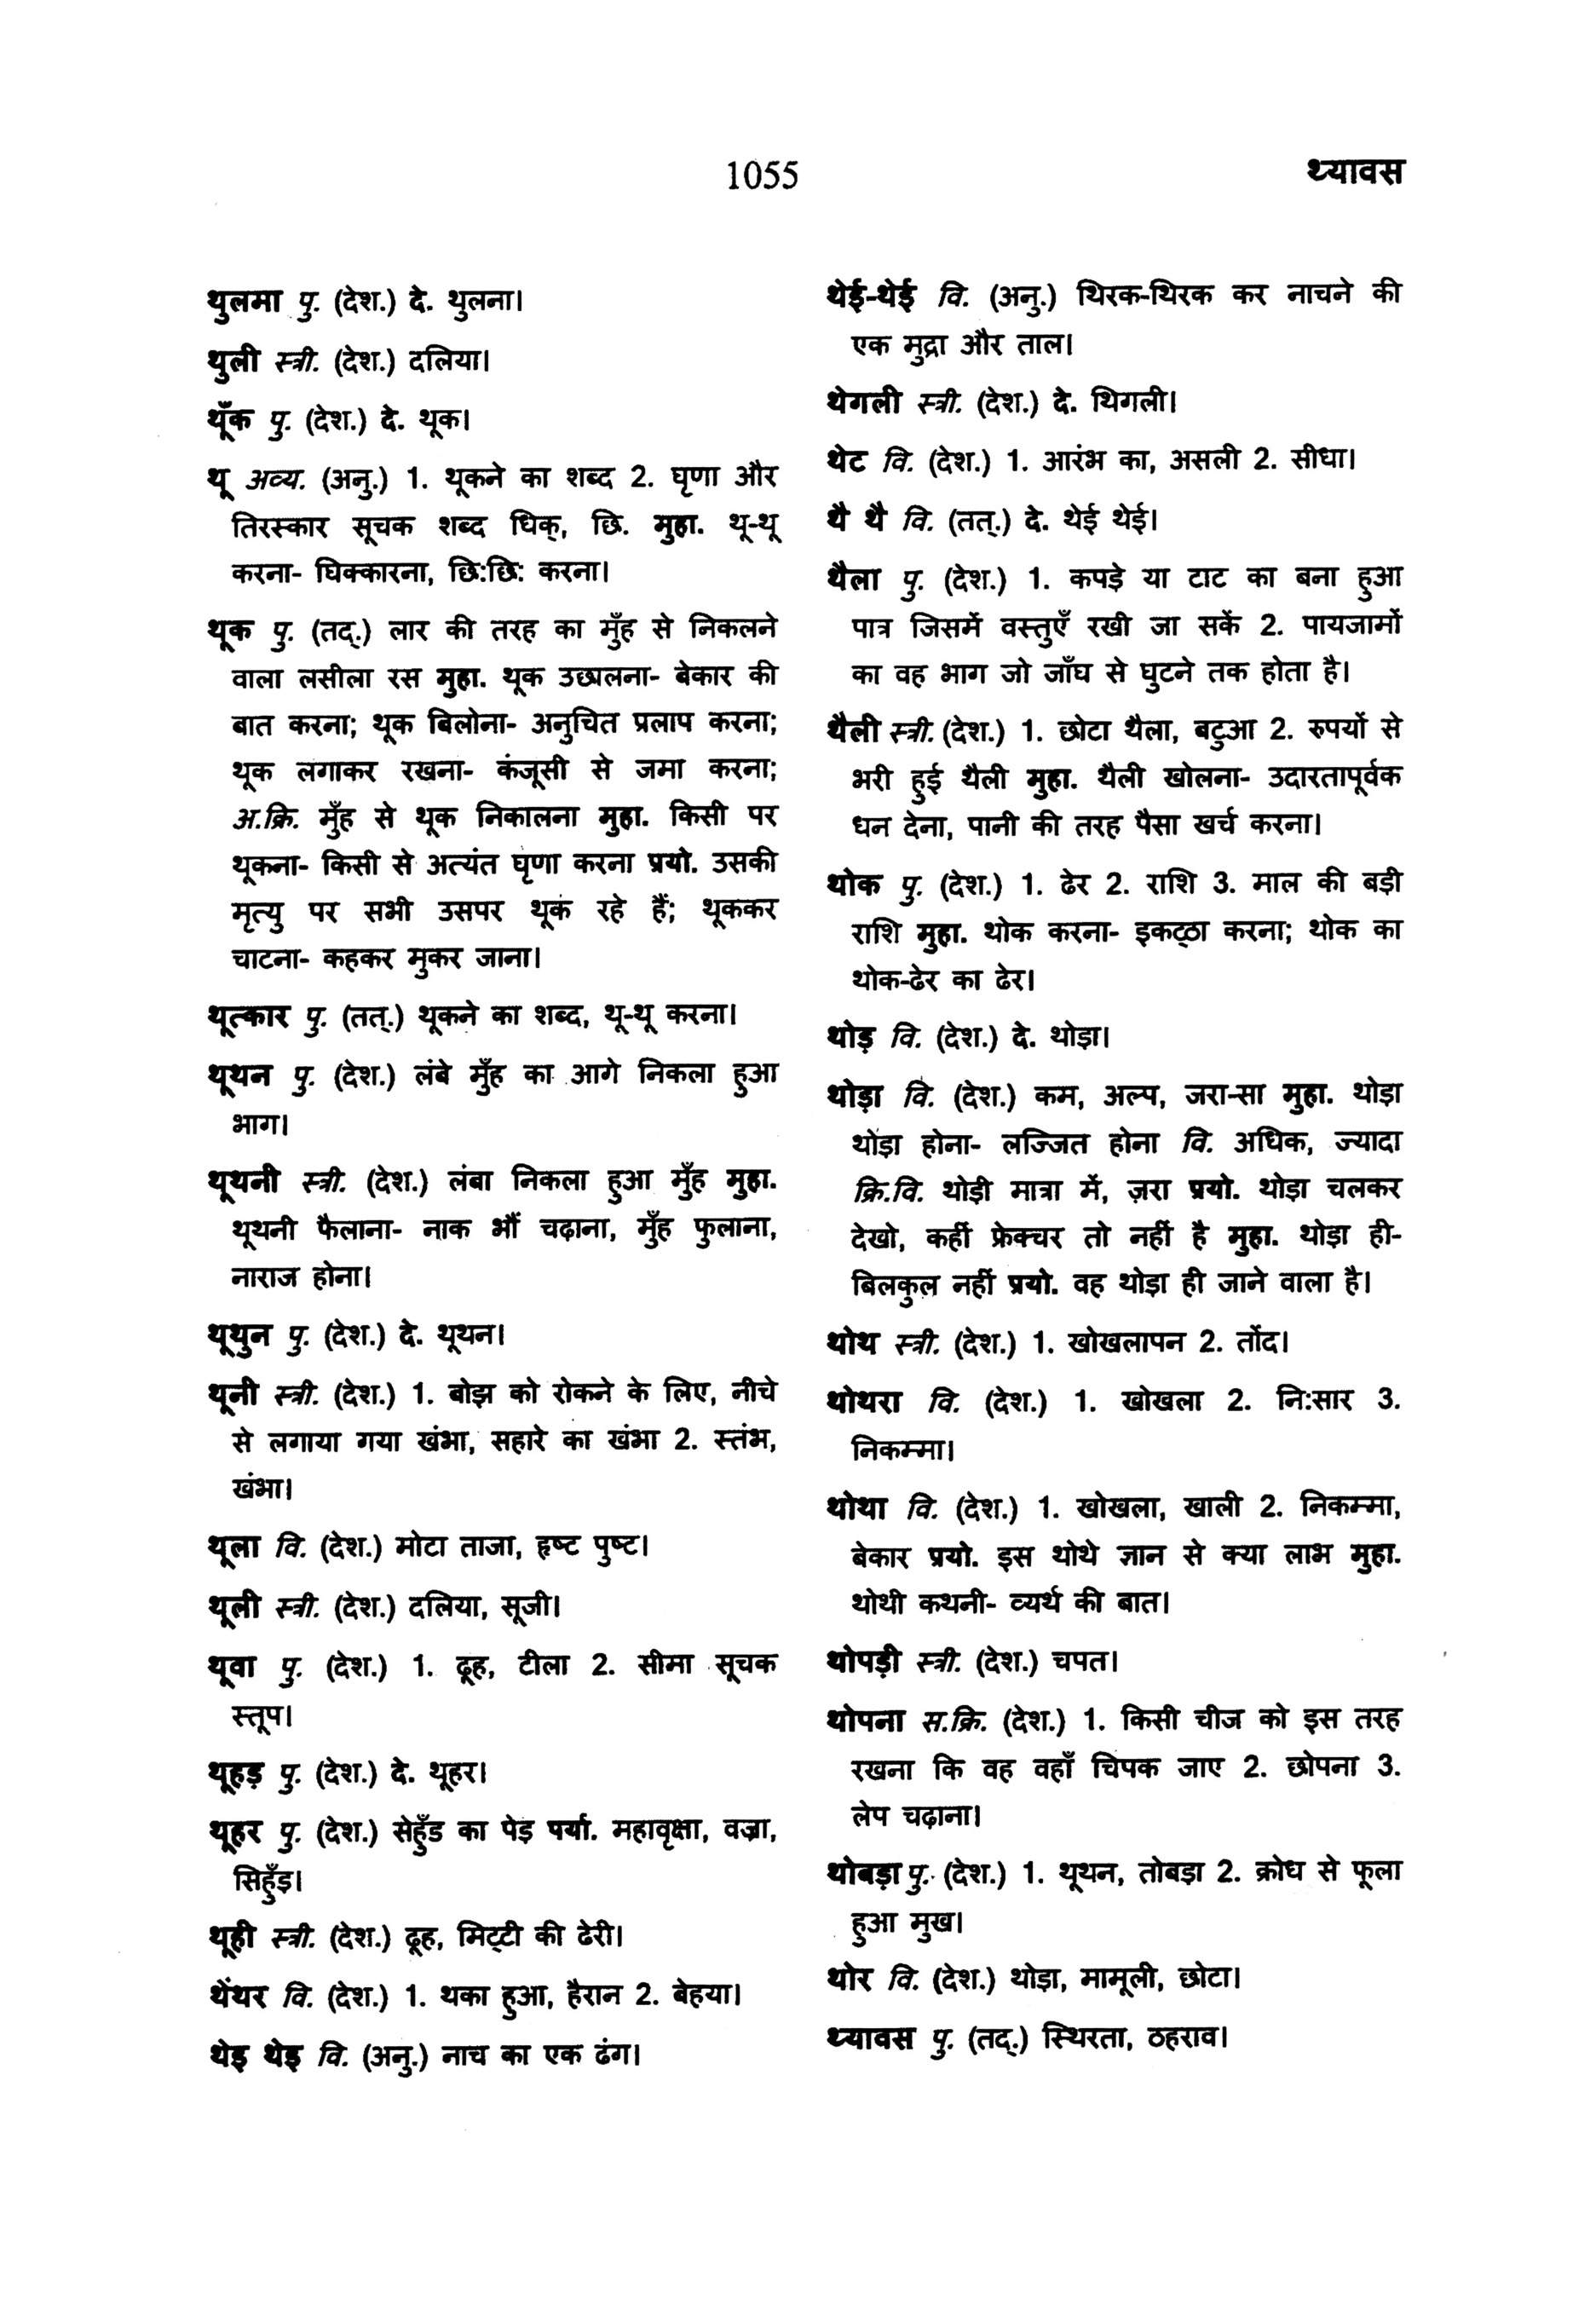 1055
थ्यावस
थुलमा पु. (देश.) दे. थुलना।
थुली स्त्री. (देश.) दलिया।
थूँक पु. (देश.) दे. थूक।
थू अव्य. (अनु.) 1. थूकने का शब्द 2. घृणा और
तिरस्कार सूचक शब्द धिक्, छि. मुहा. थू-थू
करना- घिक्कारना, छि:छि: करना।
थूक पु. (तद्.) लार की तरह का मुँह से निकलने
वाला लसीला रस मुहा. थूक उछालना- बेकार की
बात करना; थूक बिलोना- अनुचित प्रलाप करना;
थूक लगाकर रखना- कंजूसी से जमा करना;
अ.क्रि. मुँह से थूक निकालना मुहा. किसी पर
थूकना- किसी से अत्यंत घृणा करना प्रयो. उसकी
मृत्यु पर सभी उसपर थूकं रहे हैं; थूककर
चाटना- कहकर मुकर जाना।
थूत्कार पु. (तत्.) थूकने का शब्द, थू-थू करना।
थूथन पु. (देश.) लंबे मुँह का आगे निकला हुआ
भाग।
थूथनी स्त्री. (देश.) लंबा निकला हुआ मुँह मुहा.
थूथनी फैलाना- नाक भौं चढ़ाना, मुँह फुलाना,
नाराज होना।
थूथुन पु. (देश.) दे. थूथन।
थूनी स्त्री. (देश.) 1. बोझ को रोकने के लिए, नीचे
से लगाया गया खंभा, सहारे का खंभा 2. स्तंभ,
खंभा।
थूला वि. (देश.) मोटा ताजा, हृष्ट पुष्ट।
थूली स्त्री. (देश.) दलिया, सूजी।
थूवा पु. (देश.) 1. ढूह, टीला 2. सीमा सूचक
स्तूप।
थूहड़ पु. (देश.) दे. थूहर।
थूहर पु. (देश.) सेहुँड का पेड़ पर्या. महावृक्षा, वज्रा,
सिहुँड़।
थूही स्त्री. (देश.) ढूह, मिट्टी की ढेरी।
थेंथर वि. (देश.) 1. थका हुआ, हैरान 2. बेहया।
थेइ थेइ वि. (अनु.) नाच का एक ढंग।
थेई-थेई वि. (अनु.) थिरक-थिरक कर नाचने की
एक मुद्रा और ताल।
थेगली स्त्री. (देश.) दे. थिगली।
थेट वि. (देश.) 1. आरंभ का, असली 2. सीधा।
थै थै वि. (तत्.) दे. थेई थेई।
थैला पु. (देश.) 1. कपड़े या टाट का बना हुआ
पात्र जिसमें वस्तुएँ रखी जा सकें 2. पायजामों
का वह भाग जो जाँघ से घुटने तक होता है।
थैली स्त्री. (देश.) 1. छोटा थैला, बटुआ 2. रुपयों से
भरी हुई थैली मुहा. थैली खोलना- उदारतापूर्वक
धन देना, पानी की तरह पैसा खर्च करना।
थोक पु. (देश.) 1. ढेर 2. राशि 3. माल की बड़ी
राशि मुहा. थोक करना- इकट्ठा करना; थोक का
थोक-ढेर का ढेर।
थोड़ वि. (देश.) दे. थोड़ा।
थोड़ा वि. (देश.) कम, अल्प, जरा-सा मुहा. थोड़ा
थोड़ा होना- लज्जित होना वि. अधिक, ज्यादा
क्रि.वि. थोड़ी मात्रा में, ज़रा प्रयो. थोड़ा चलकर
देखो, कहीं फ्रेक्चर तो नहीं है मुहा. थोड़ा ही-
बिलकुल नहीं प्रयो. वह थोड़ा ही जाने वाला है।
थोथ स्त्री. (देश.) 1. खोखलापन 2. तोंद।
थोथरा वि. (देश.) 1. खोखला 2. नि:सार 3.
निकम्मा।
थोथा वि. (देश.) 1. खोखला, खाली 2. निकम्मा,
बेकार प्रयो. इस थोथे ज्ञान से क्या लाभ मुहा.
थोथी कथनी- व्यर्थ की बात।
थोपड़ी स्त्री. (देश.) चपत।
थोपना स.क्रि. (देश.) 1. किसी चीज को इस तरह
रखना कि वह वहाँ चिपक जाए 2. छोपना 3.
लेप चढ़ाना।
थोबड़ा पु. (देश.) 1. थूथन, तोबड़ा 2. क्रोध से फूला
हुआ मुख।
थोर वि. (देश.) थोड़ा, मामूली, छोटा।
थ्यावस पु. (तद्.) स्थिरता, ठहराव।